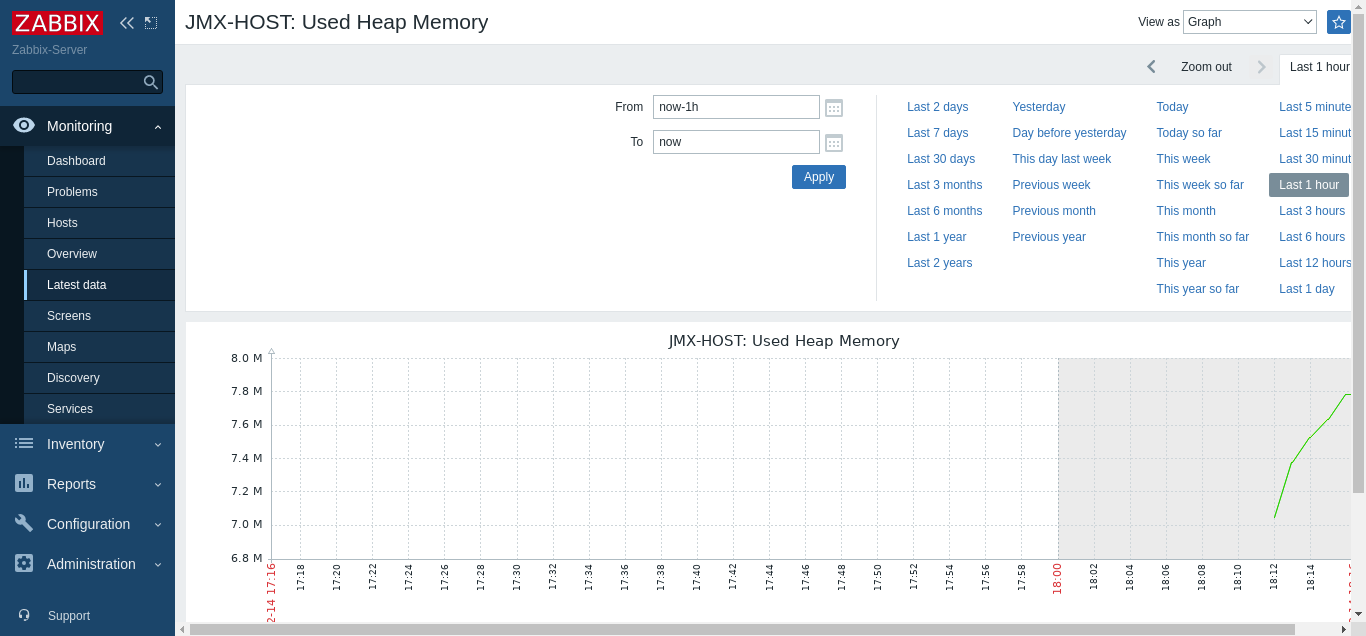 ZABBIX
Zabbix-Server
Monitoring
Dashboard
Problems
Hosts
Overview
Latest data
Screens
Maps
Discovery
Services
Inventory
Reports
Configuration
Administration
Support
JMX-HOST: Used Heap Memory
View as Graph
Zoom out
Last 1 hour
From now-1h
To now
Apply
Last 2 days Yesterday Today Last 5 minute
Last 7 days Day before yesterday Today so far Last 15 minut
Last 30 days This day last week This week Last 30 minut
Last 3 months Previous week This week so far Last 1 hour
Last 6 months Previous month This month Last 3 hours
Last 1 year Previous year This month so far Last 6 hours
Last 2 years This year Last 12 hours
This year so far Last 1 day
JMX-HOST: Used Heap Memory
8.0 M
7.8 M
7.6 M
7.4 M
7.2 M
7.0 M
6.8 M
2-14 17:16 17:18 17:20 17:22 17:24 17:26 17:28 17:30 17:32 17:34 17:36 17:38 17:40 17:42 17:44 17:46 17:48 17:50 17:52 17:54 17:56 17:58 18:00 18:02 18:04 18:06 18:08 18:10 18:12 18:14